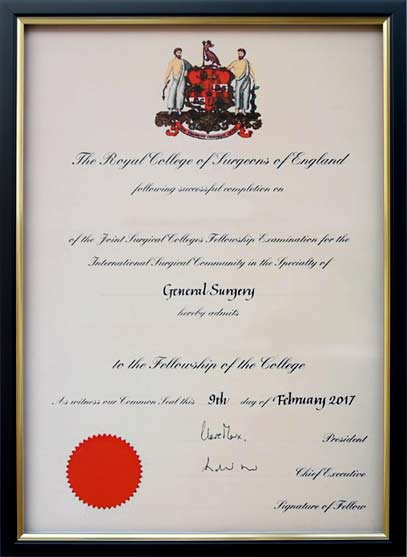 The Royal College of Surgeons of England
following successful completion on
of the Joint Surgical Colleges Fellowship Examination for the
International Surgical Community in the Specialty of
General Surgery
hereby admits
to the Fellowship of the College
As witness our Common Seal this 9th day of February 2017
President
Chief Executive
Signature of Fellow